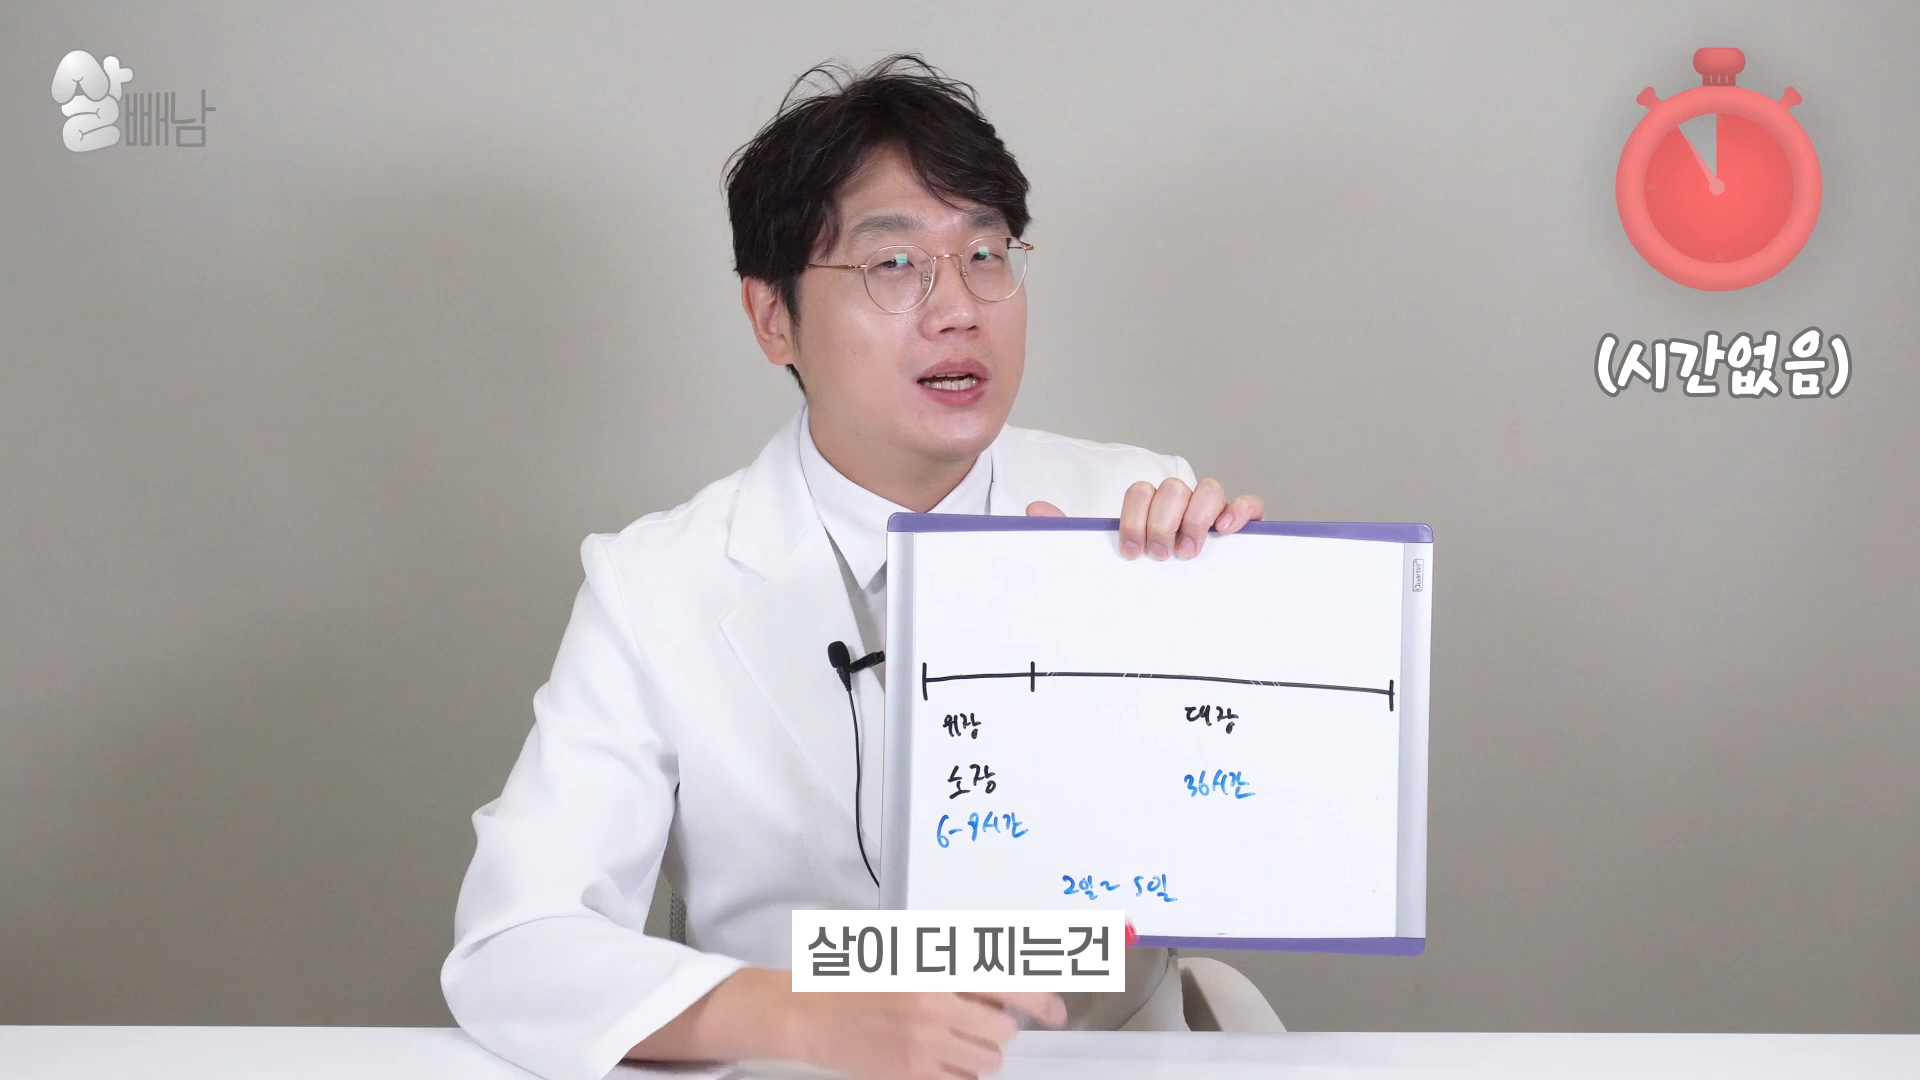 살빼남
(시간없음)
Quartet
위장
대장
소장
36시간
6-9시간
2일~5일
살이 더 찌는건